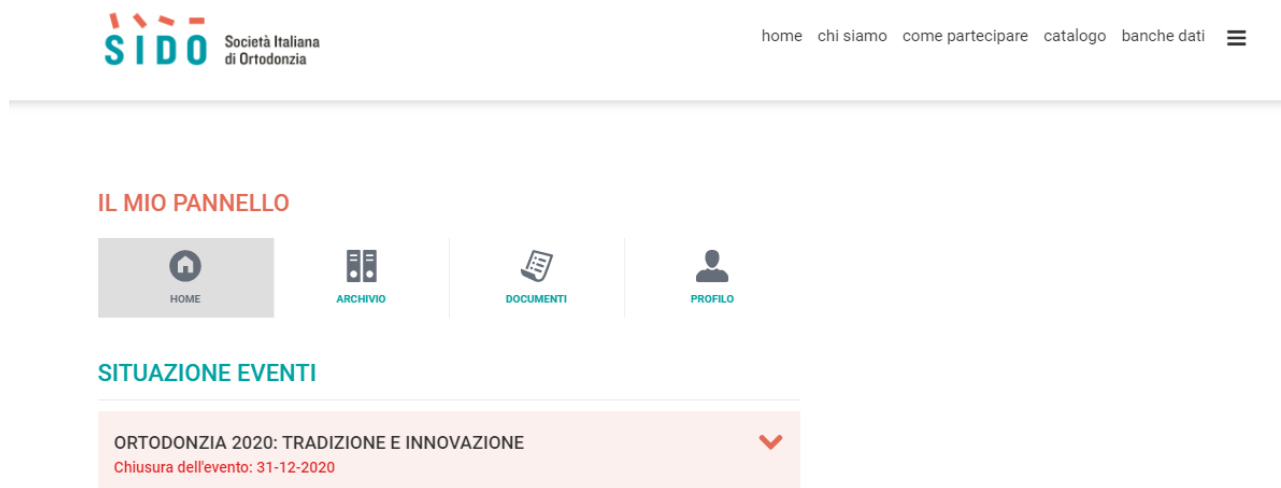 SIDO Società Italiana
di Ortodonzia
home chi siamo come partecipare catalogo banche dati
IL MIO PANNELLO
HOME ARCHIVIO DOCUMENTI PROFILO
SITUAZIONE EVENTI
ORTODONZIA 2020: TRADIZIONE E INNOVAZIONE
Chiusura dell'evento: 31-12-2020